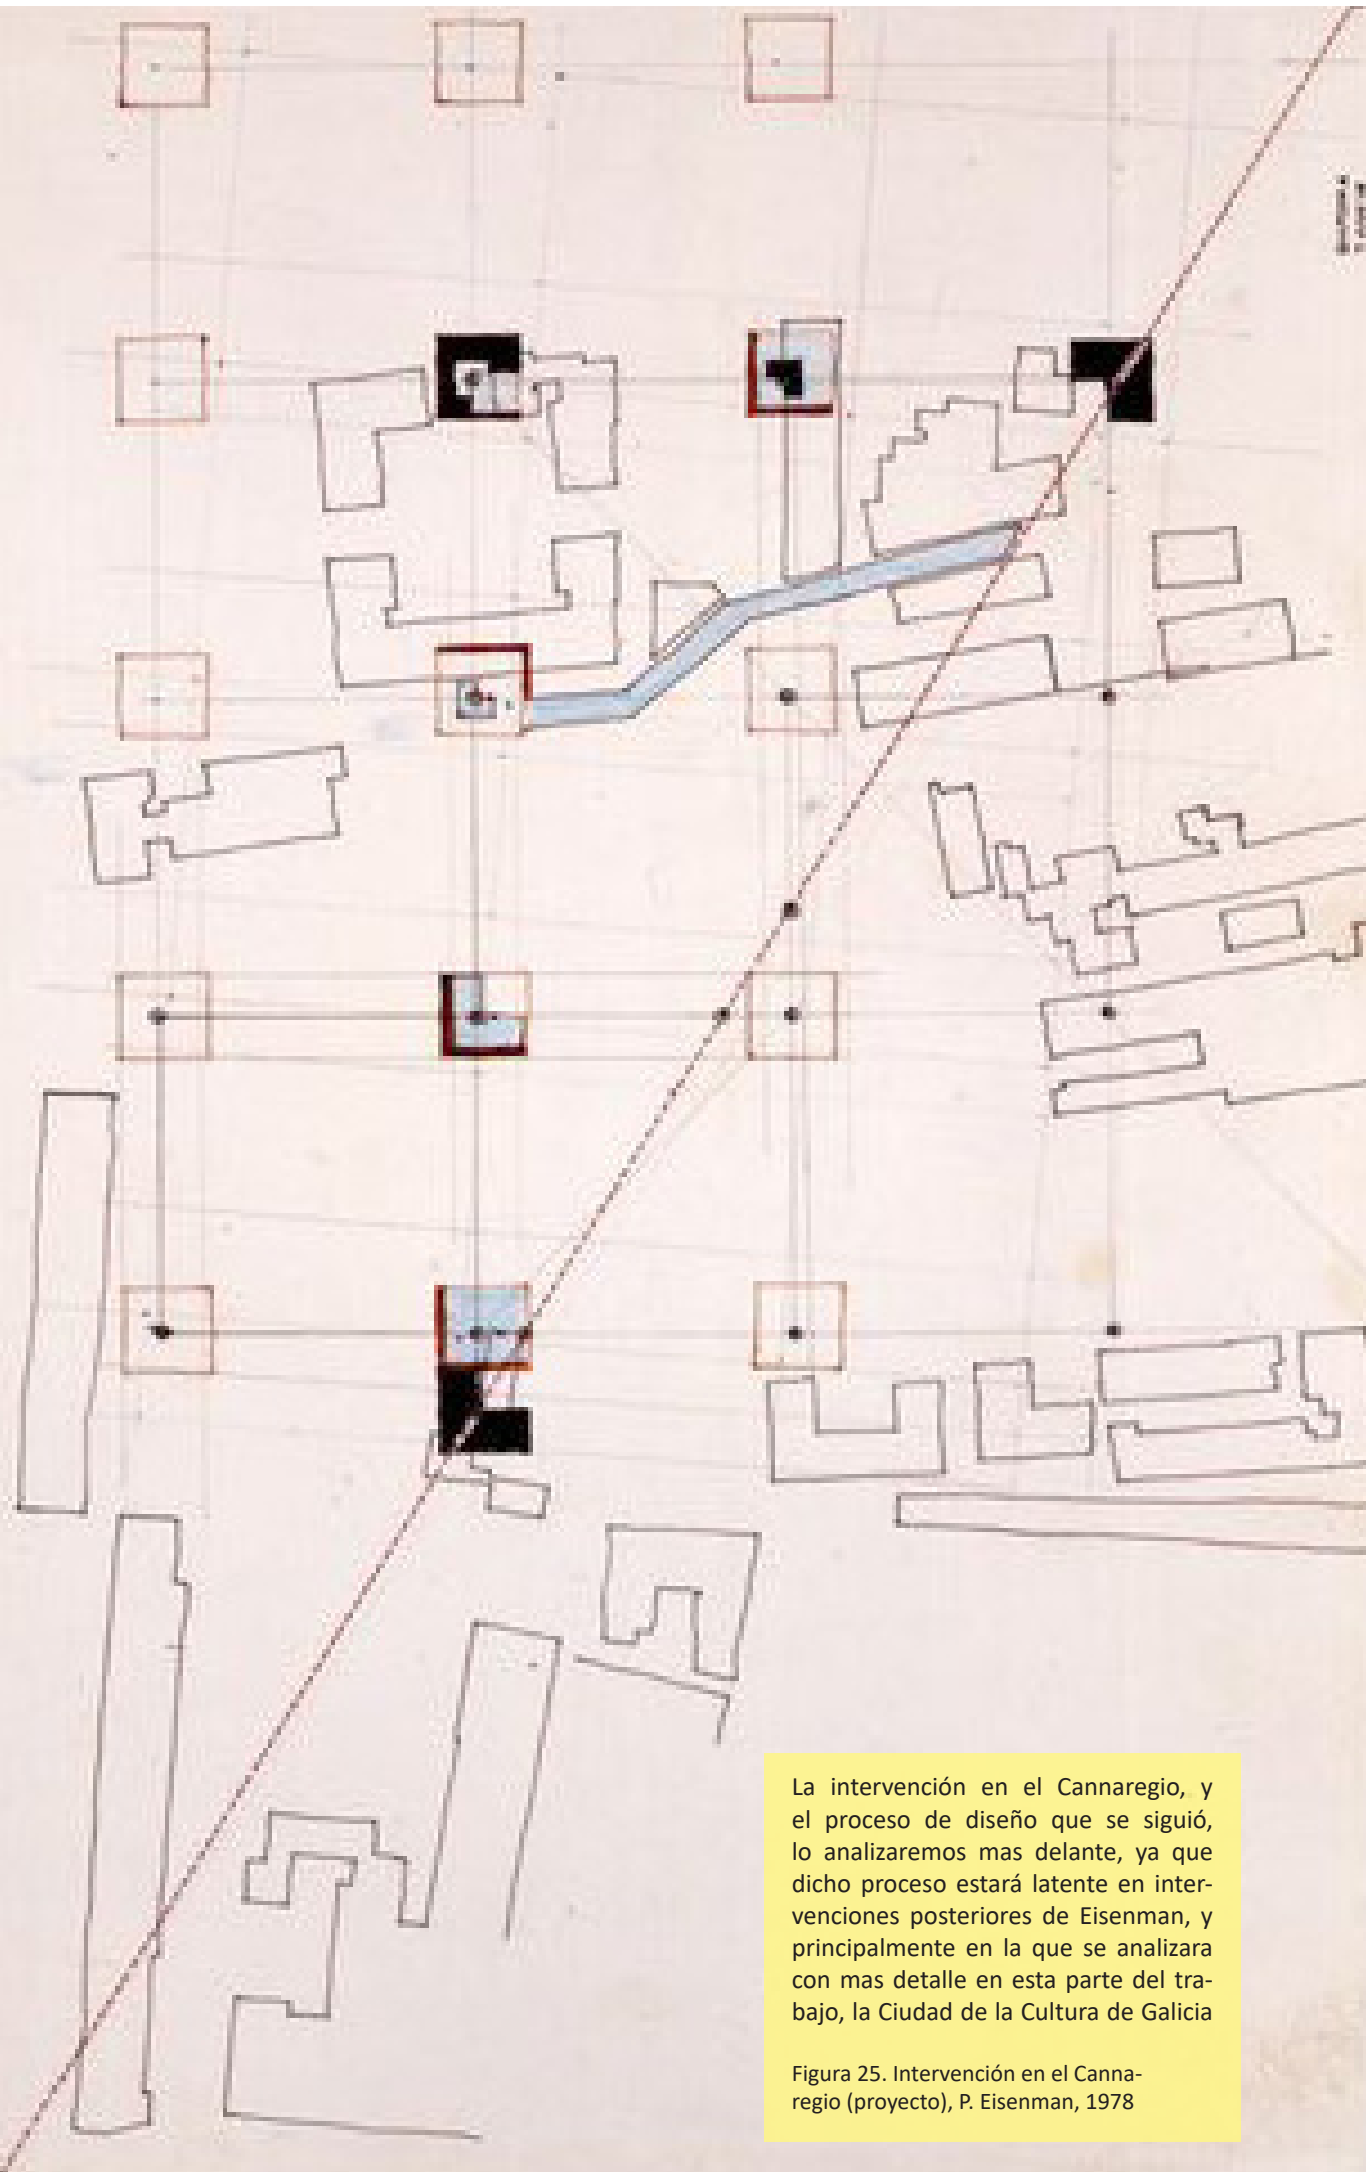 La intervención en el Cannaregio, y
el proceso de diseño que se siguió,
lo analizaremos mas delante, ya que
dicho proceso estará latente en inter-
venciones posteriores de Eisenman, y
principalmente en la que se analizara
con mas detalle en esta parte del tra-
bajo, la Ciudad de la Cultura de Galicia
Figura 25. Intervención en el Canna-
regio (proyecto), P. Eisenman, 1978